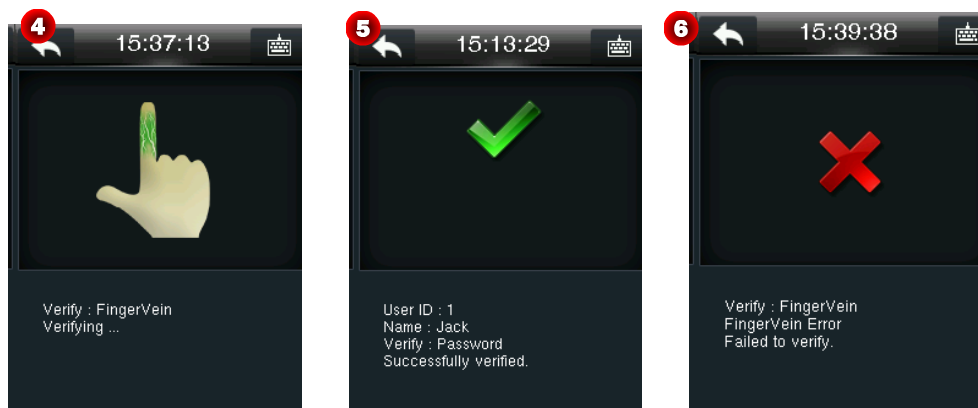 4
15:37:13
Verify : FingerVein
Verifying ...
5
15:13:29
User ID : 1
Name : Jack
Verify : Password
Successfully verified.
6
15:39:38
Verify : FingerVein
FingerVein Error
Failed to verify.